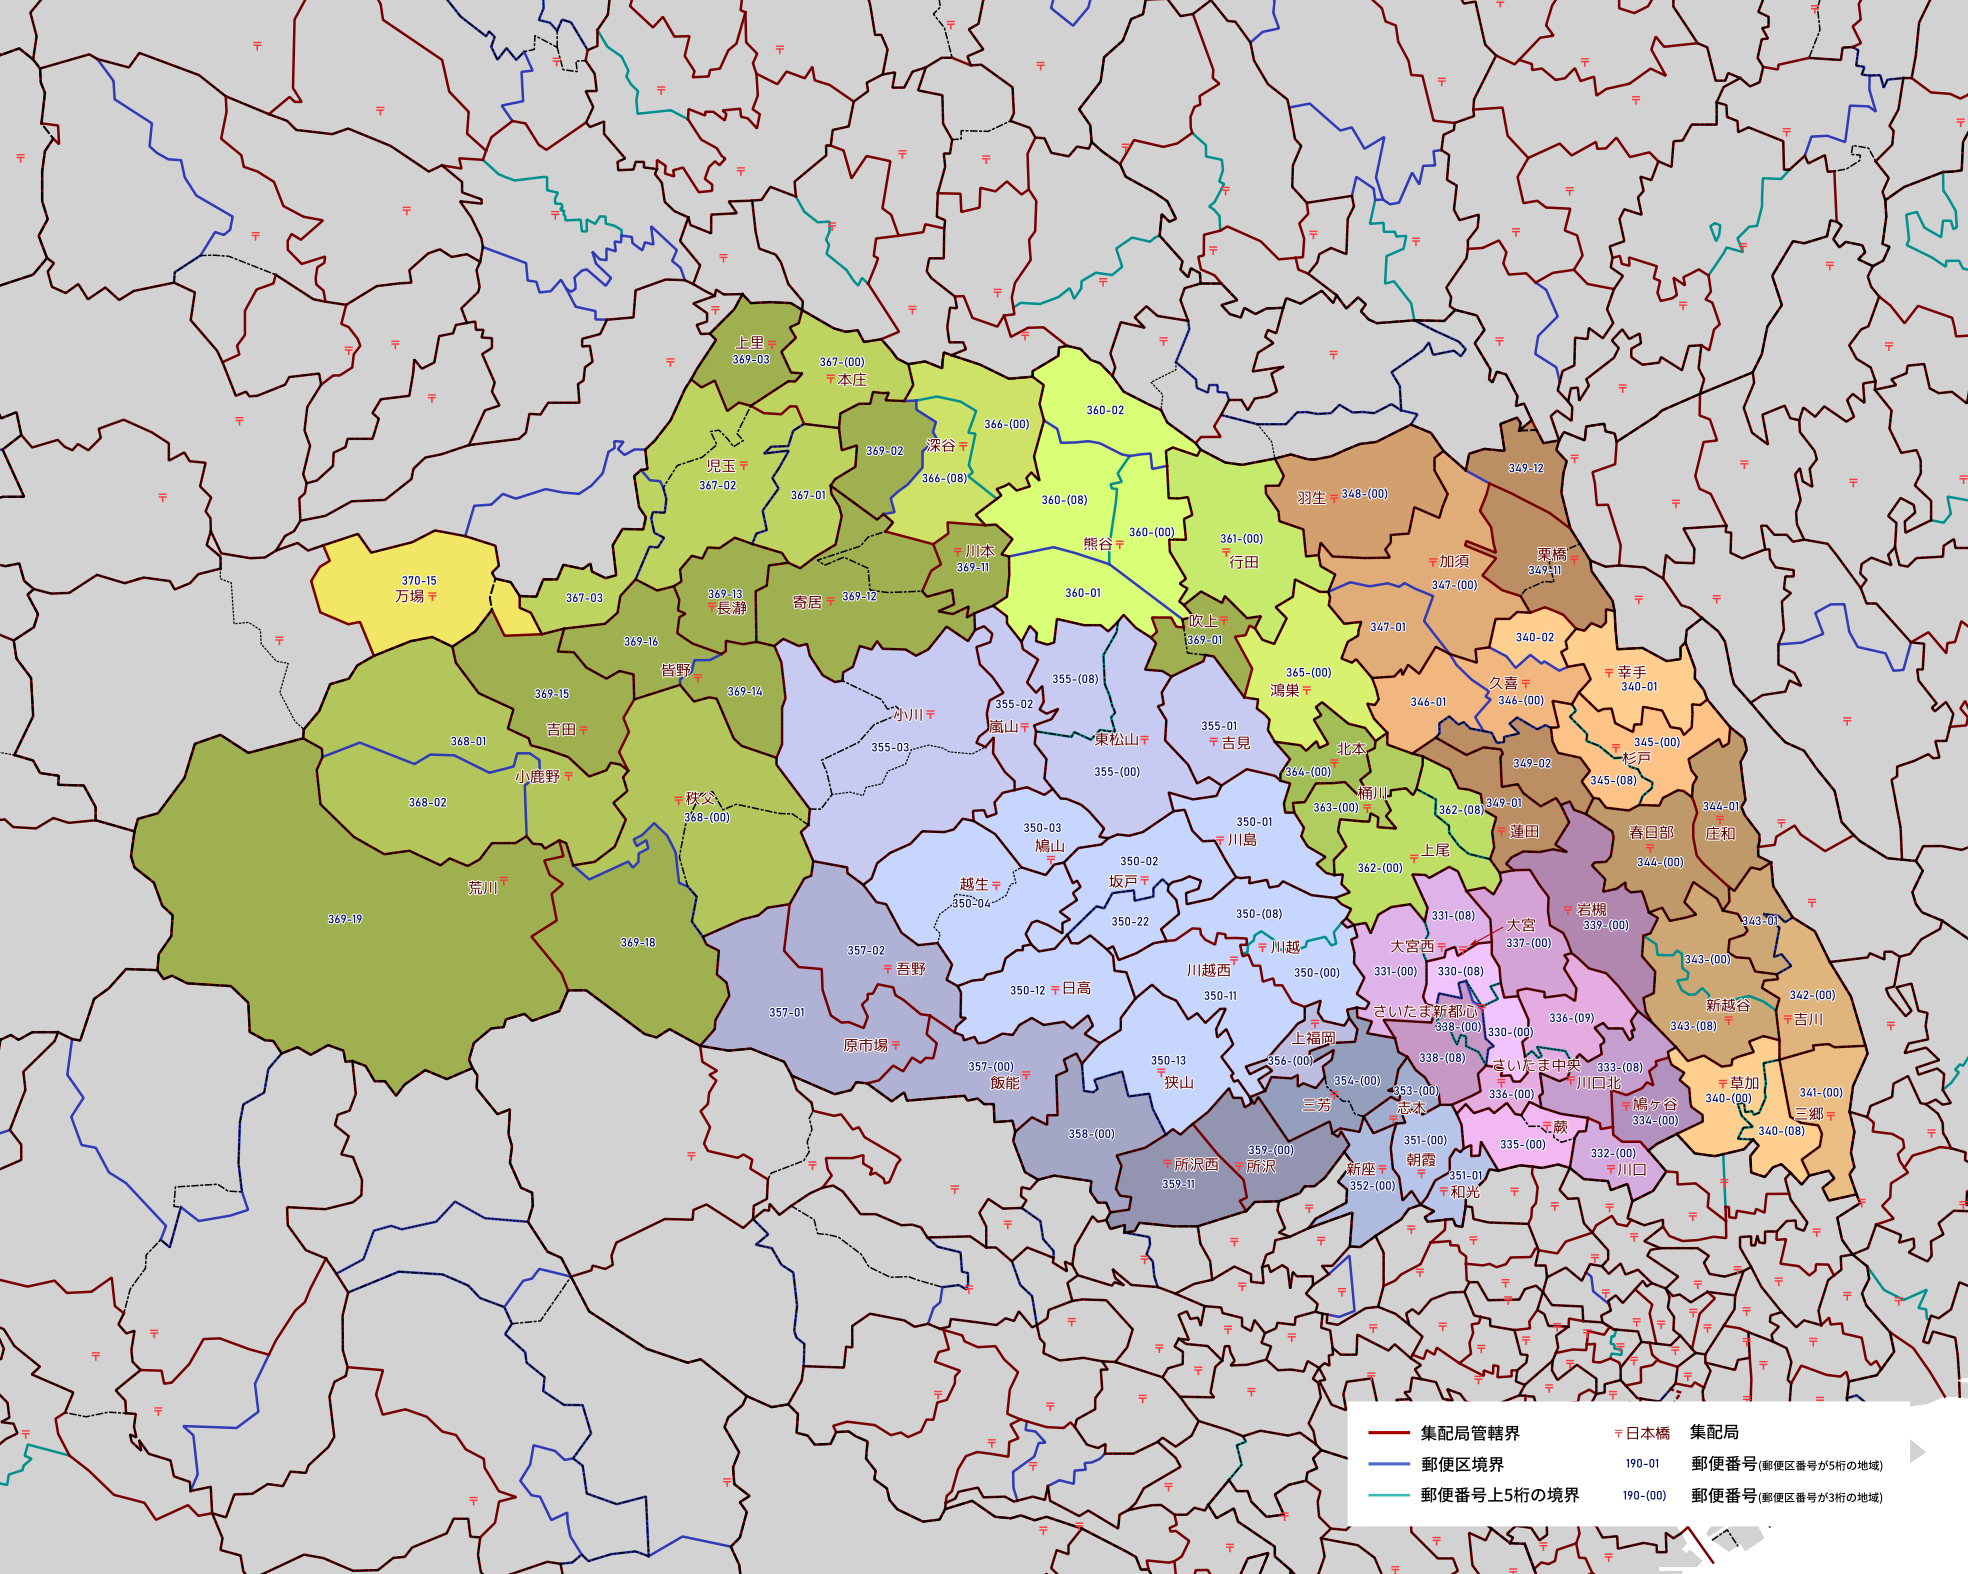 上里
369-03
367-(00)
本庄
360-02
366-(00)
369-02
深谷
児玉
367-02
366-(08)
367-01
360-(08)
349-12
羽生
348-(00)
360-(00)
熊谷
361-(00)
行田
川本
369-11
栗橋
349-11
加須
347-(00)
370-15
万場
367-03
369-13
長瀞
寄居
369-12
360-01
吹上
369-01
347-01
340-02
369-16
皆野
369-14
369-15
吉田
355-(08)
365-(00)
鴻巣
幸手
340-01
久喜
346-(00)
346-01
小川
355-03
355-02
嵐山
東松山
355-(00)
355-01
吉見
368-01
小鹿野
368-02
北本
364-(00)
345-(00)
杉戸
345-(08)
349-02
秩父
368-(00)
桶川
363-(00)
362-(08)
349-01
蓮田
344-01
庄和
春日部
344-(00)
350-03
鳩山
350-01
川島
350-02
坂戸
上尾
362-(00)
越生
350-04
350-22
350-(08)
荒川
369-19
369-18
331-(08)
大宮
337-(00)
岩槻
339-(00)
343-01
357-02
吾野
川越
350-(00)
川越西
350-11
大宮西
331-(00)
330-(08)
343-(00)
350-12
日高
357-01
原市場
さいたま新都心
338-(00)
330-(00)
336-(09)
新越谷
343-(08)
342-(00)
吉川
上福岡
356-(00)
338-(08)
さいたま中央
336-(00)
333-(08)
川口北
350-13
狭山
357-(00)
飯能
354-(00)
三芳
353-(00)
志木
鳩ヶ谷
334-(00)
草加
340-(00)
340-(08)
341-(00)
三郷
358-(00)
359-(00)
所沢
所沢西
359-11
351-(00)
朝霞
新座
352-(00)
351-01
和光
蕨
335-(00)
332-(00)
川口
集配局管轄界
〒日本橋
集配局
郵便区境界
190-01
郵便番号(郵便区番号が5桁の地域)
郵便番号上5桁の境界
190-(00)
郵便番号(郵便区番号が3桁の地域)